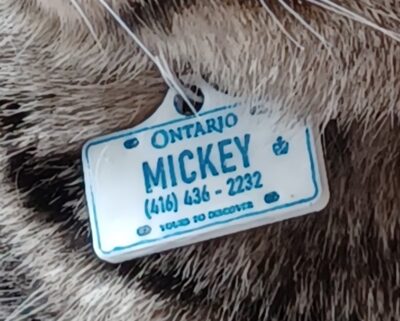 ONTARIO
MICKEY
(416) 436 - 2232
YOURS TO DISCOVER